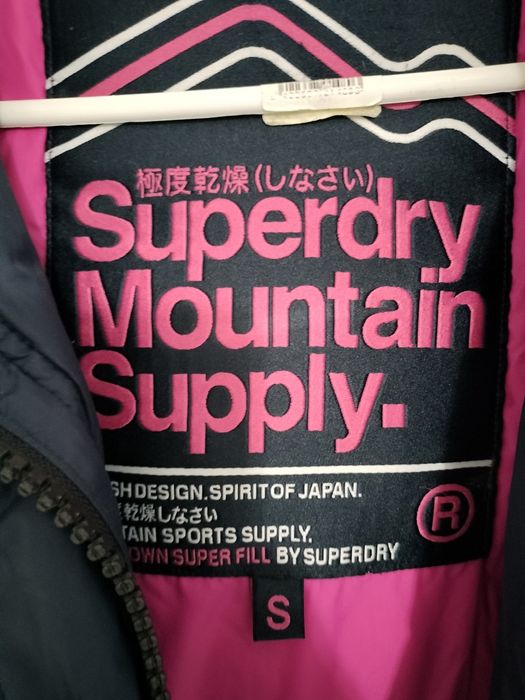 極度乾燥(しなさい)
Superdry
Mountain
Supply.
DESIGN. SPIRIT OF JAPAN.
乾燥しなさい
SPORTS SUPPLY.
SUPER FILL BY SUPERDRY
®
S